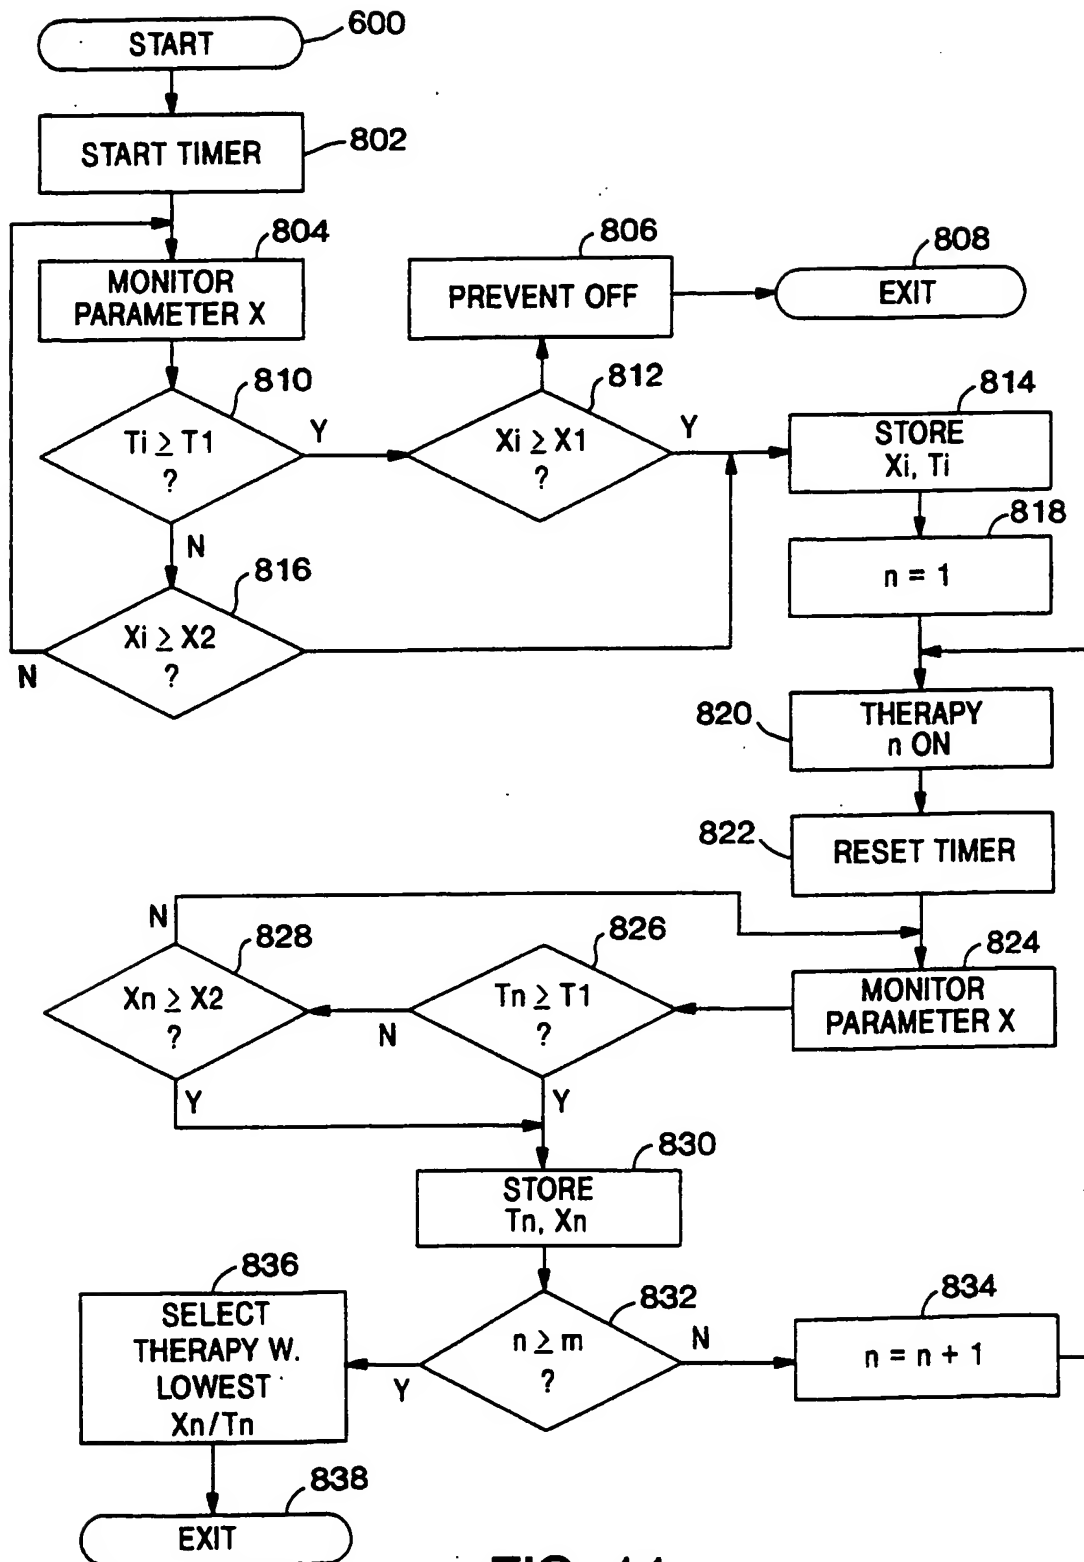 START
600
START TIMER
802
804
MONITOR
PARAMETER X
806
PREVENT OFF
808
EXIT
810
Ti ≥ T1
?
Y
N
812
Xi ≥ X1
?
Y
814
STORE
Xi, Ti
816
Xi ≥ X2
?
N
818
n = 1
820
THERAPY
n ON
822
RESET TIMER
824
MONITOR
PARAMETER X
826
Tn ≥ T1
?
N
Y
828
Xn ≥ X2
?
N
Y
830
STORE
Tn, Xn
832
n ≥ m
?
N
Y
834
n = n + 1
836
SELECT
THERAPY W.
LOWEST
Xn/Tn
838
EXIT